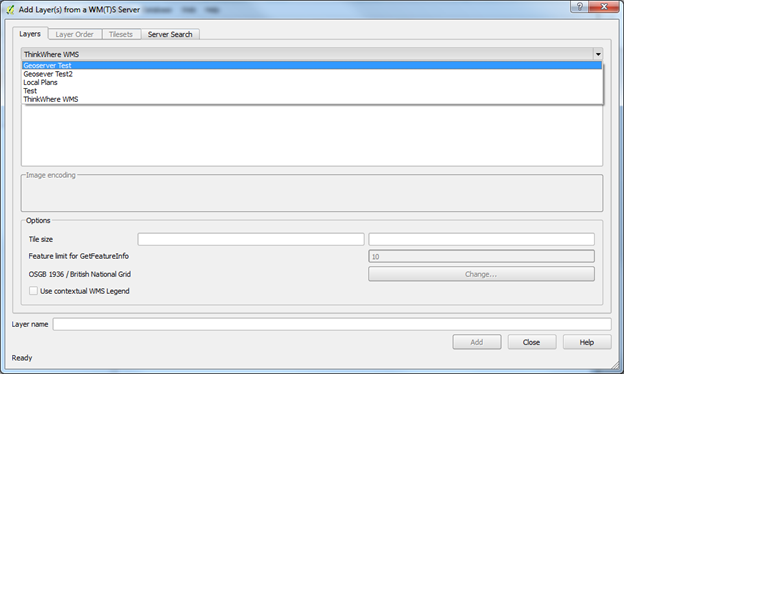 Add Layer(s) from a WM(T)S Server
Layers Layer Order Tilesets Server Search
ThinkWhere WMS
Geoserver Test
Geosever Test2
Local Plans
Test
ThinkWhere WMS
Image encoding
Options
Tile size
Feature limit for GetFeatureInfo 10
OSGB 1936 / British National Grid Change...
Use contextual WMS Legend
Layer name
Add Close Help
Ready